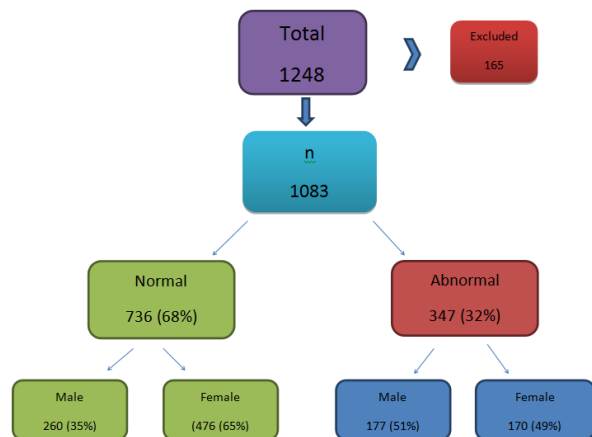 Total
1248
Excluded
165
n
1083
Normal
736 (68%)
Abnormal
347 (32%)
Male
260 (35%)
Female
(476 (65%)
Male
177 (51%)
Female
170 (49%)